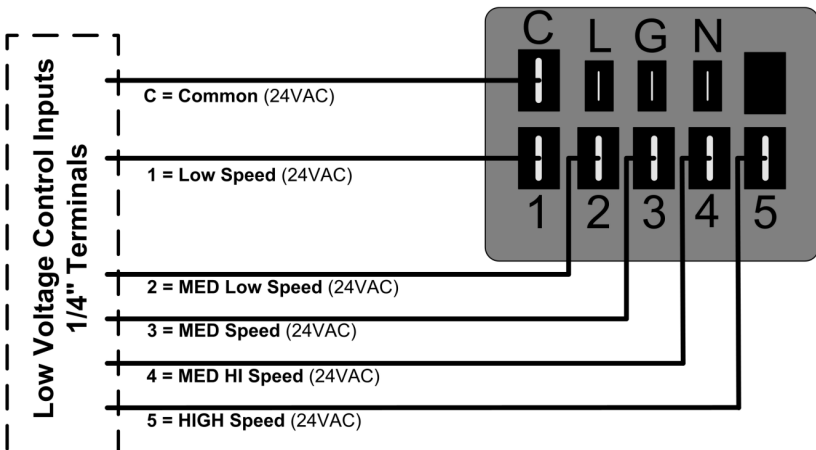 Low Voltage Control Inputs
1/4" Terminals
C L G N
C = Common (24VAC)
1 = Low Speed (24VAC)
1 2 3 4 5
2 = MED Low Speed (24VAC)
3 = MED Speed (24VAC)
4 = MED HI Speed (24VAC)
5 = HIGH Speed (24VAC)